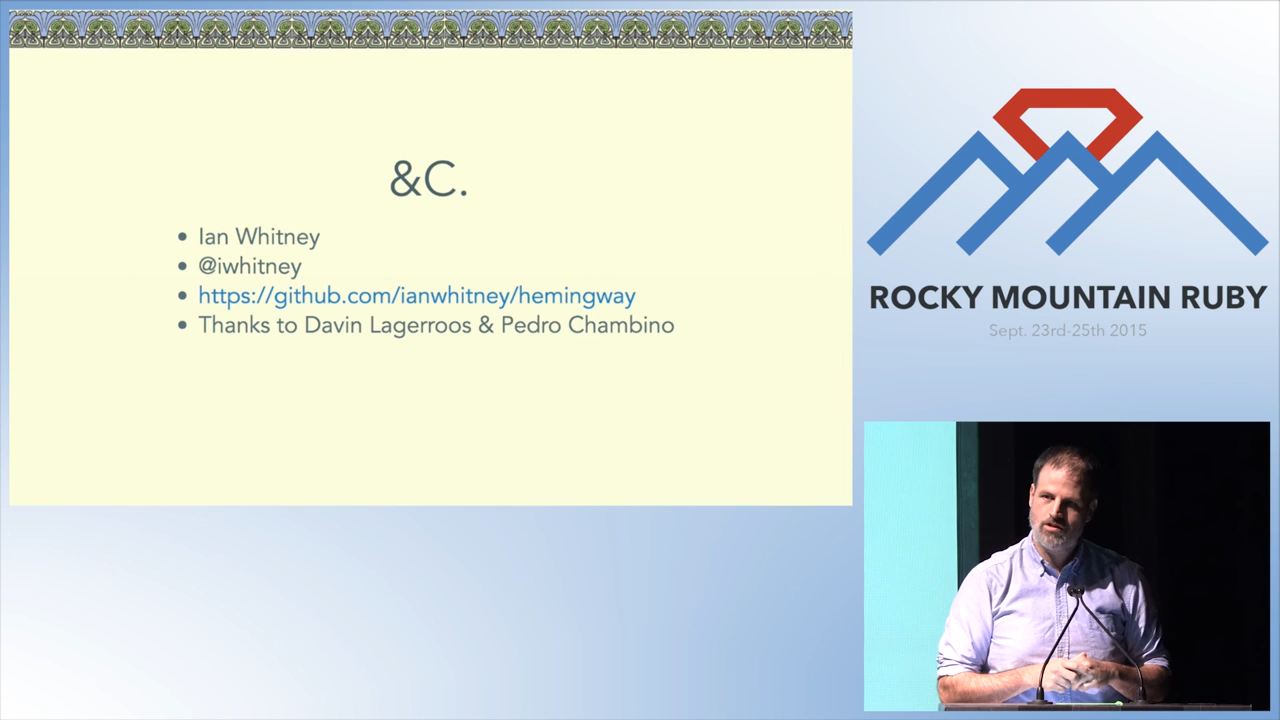 &C.
• Ian Whitney
• @iwhitney
• https://github.com/ianwhitney/hemingway
• Thanks to Davin Lagerroos & Pedro Chambino
ROCKY MOUNTAIN RUBY
Sept. 23rd-25th 2015